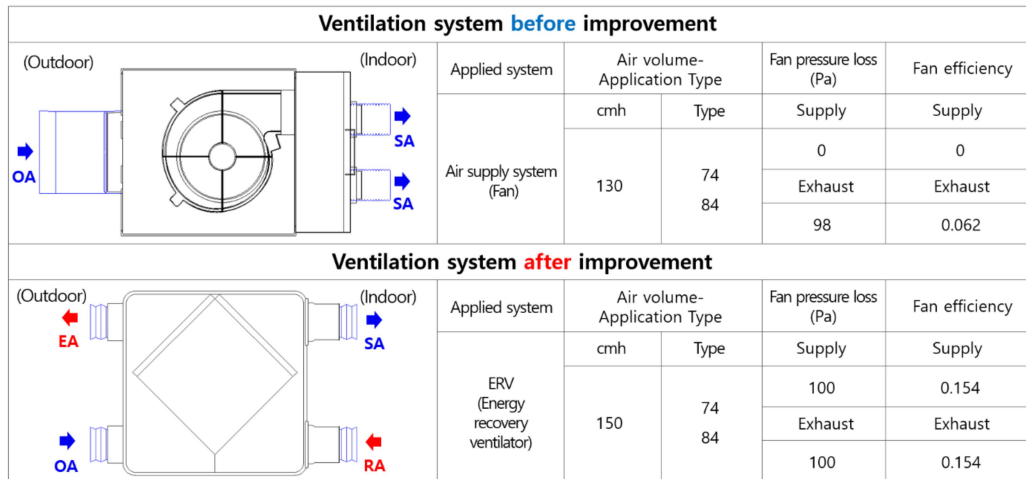 Ventilation system before improvement
(Outdoor)
(Indoor)
OA
SA
SA
Applied system
Air volume-
Application Type
Fan pressure loss
(Pa)
Fan efficiency
cmh
Type
Supply
Supply
Air supply system
(Fan)
130
74
84
0
0
Exhaust
Exhaust
98
0.062
Ventilation system after improvement
(Outdoor)
(Indoor)
EA
SA
OA
RA
Applied system
Air volume-
Application Type
Fan pressure loss
(Pa)
Fan efficiency
cmh
Type
Supply
Supply
ERV
(Energy
recovery
ventilator)
150
74
84
100
0.154
Exhaust
Exhaust
100
0.154